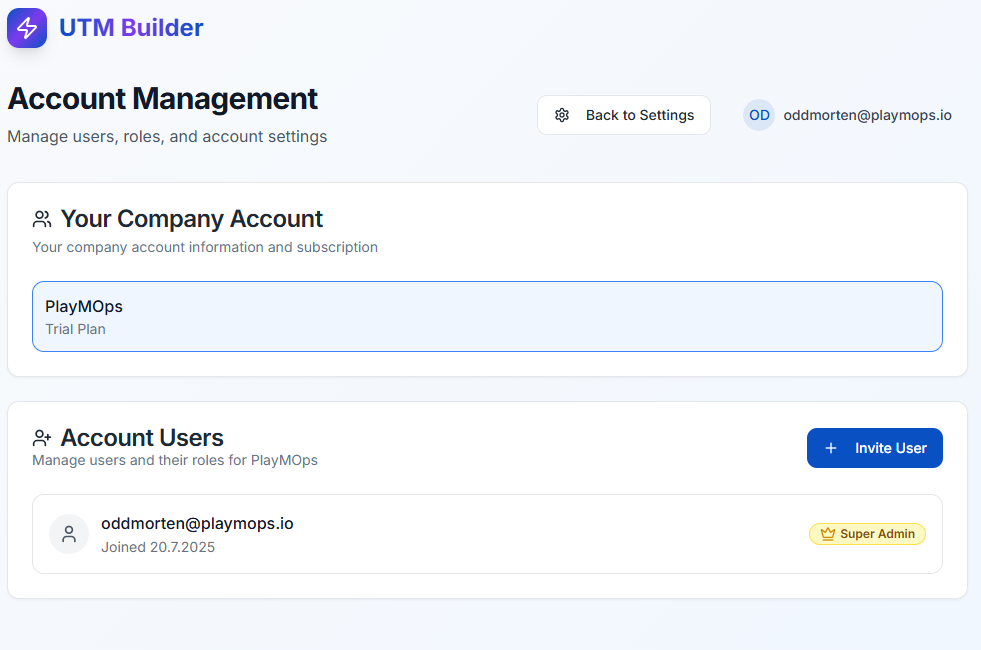 UTM Builder
Account Management
Manage users, roles, and account settings
Back to Settings
OD
oddmorten@playmops.io
Your Company Account
Your company account information and subscription
PlayMOps
Trial Plan
Account Users
Manage users and their roles for PlayMOps
Invite User
oddmorten@playmops.io
Joined 20.7.2025
Super Admin